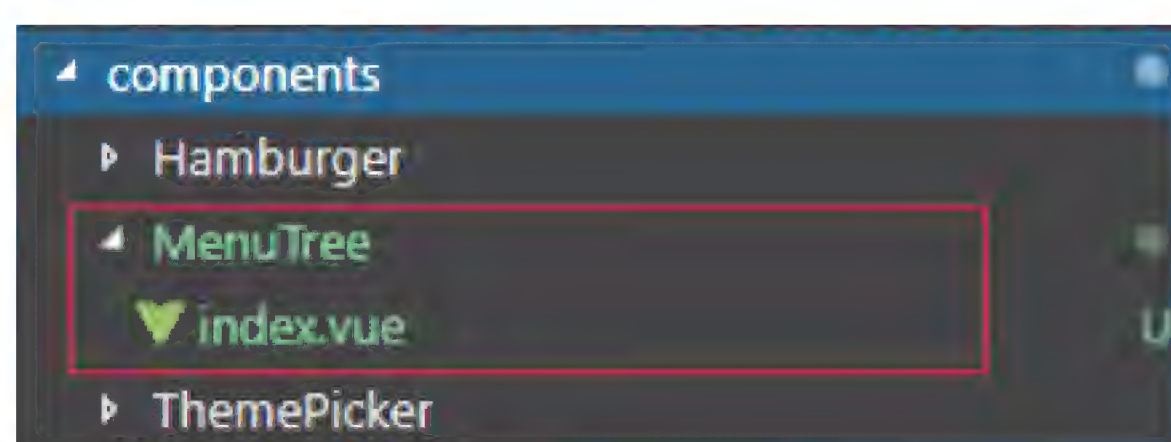 components
Hamburger
MenuTree
index.vue
U
ThemePicker